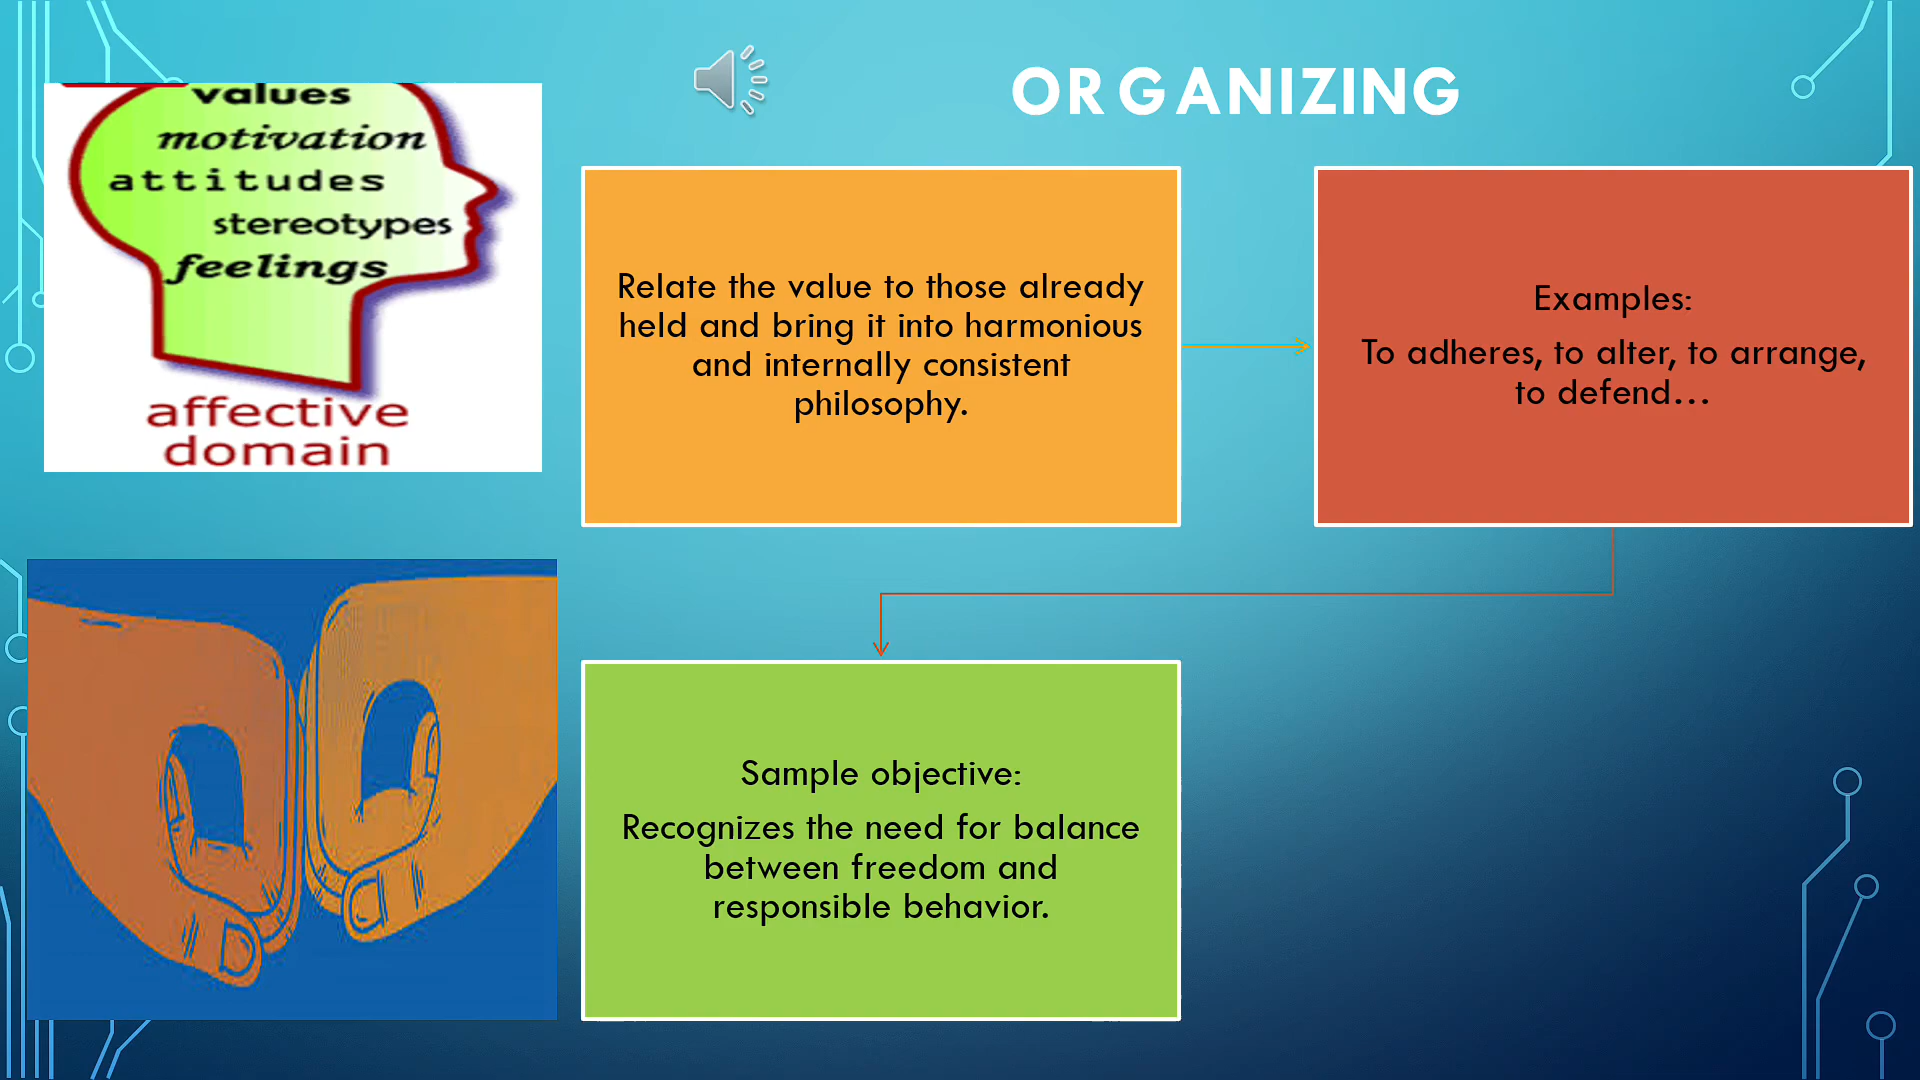 ORGANIZING
values
motivation
attitudes
stereotypes
feelings
affective
domain
Relate the value to those already
held and bring it into harmonious
and internally consistent
philosophy.
Examples:
To adheres, to alter, to arrange,
to defend...
Sample objective:
Recognizes the need for balance
between freedom and
responsible behavior.